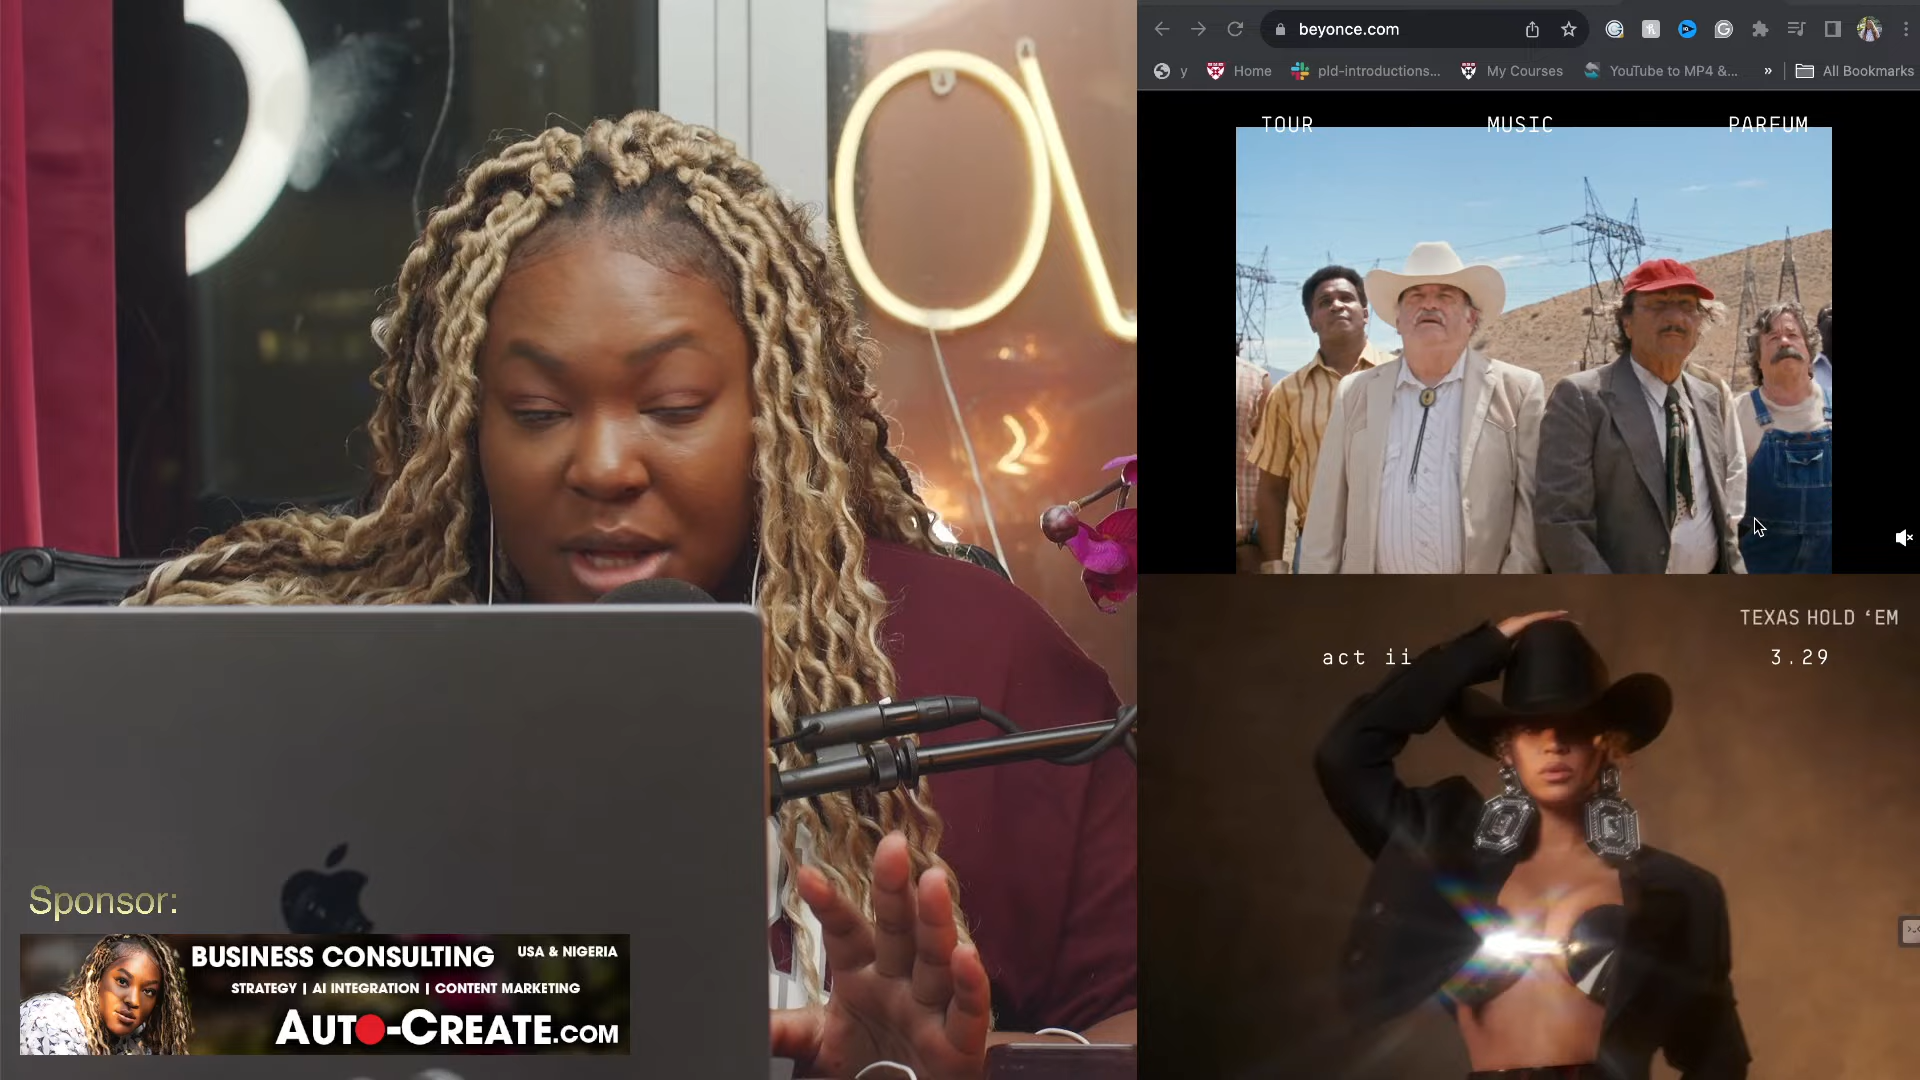 beyonce.com
y
Home
pld-introductions...
My Courses
YouTube to MP4 &...
»
All Bookmarks
TOUR
MUSIC
PARFUM
TEXAS HOLD ‘EM
act ii
3.29
Sponsor:
BUSINESS CONSULTING
USA & NIGERIA
STRATEGY | AI INTEGRATION | CONTENT MARKETING
AUTO-CREATE.COM